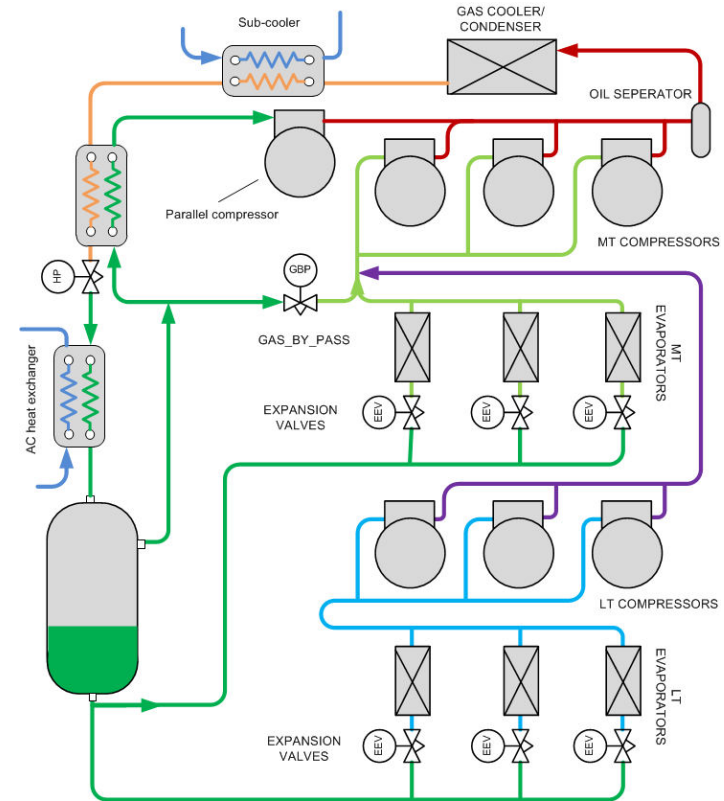 Sub-cooler
GAS COOLER/
CONDENSER
OIL SEPERATOR
Parallel compressor
MT COMPRESSORS
HP
GBP
GAS_BY_PASS
MT
EVAPORATORS
AC heat exchanger
EXPANSION
VALVES
EEV
EEV
EEV
LT COMPRESSORS
LT
EVAPORATORS
EXPANSION
VALVES
EEV
EEV
EEV